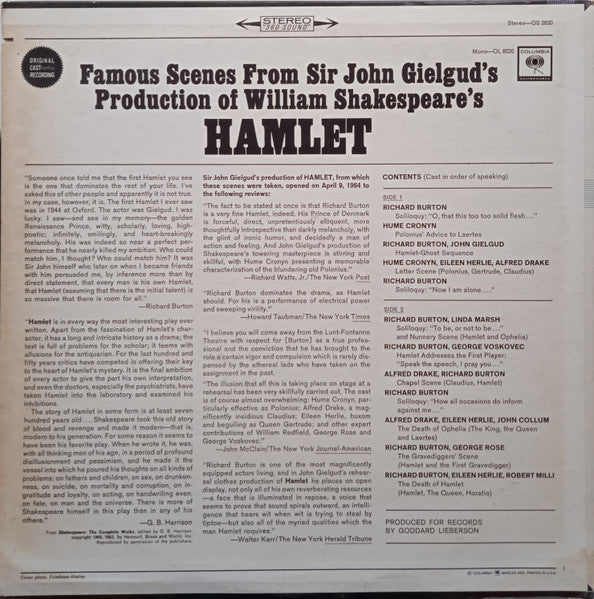 STEREO
"360 SOUND"
Stereo—OS 2620
Mono—OL 8020
COLUMBIA
MASTERWORKS
ORIGINAL
CAST
RECORDING
Famous Scenes From Sir John Gielgud's
Production of William Shakespeare's
HAMLET
"Someone once told me that the first Hamlet you see
is the one that dominates the rest of your life. I've
asked this of other people and apparently it is not true.
In my case, however, it is. The first Hamlet I ever saw
was in 1944 at Oxford. The actor was Gielgud. I was
lucky. I saw—and see in my memory—the golden
Renaissance Prince, witty, scholarly, loving, high-
poetic; infinitely, smilingly, and heart-breakingly
melancholy. His was indeed so near a perfect per-
formance that he nearly killed my ambition. Who could
match him, I thought? Who could match him? It was
Sir John himself who later on when I became friends
with him persuaded me, by inference more than by
direct statement, that every man is his own Hamlet,
that Hamlet (assuming that there is the initial talent) is
so massive that there is room for all."
—Richard Burton
"Hamlet is in every way the most interesting play ever
written. Apart from the fascination of Hamlet's char-
acter, it has a long and intricate history as a drama; the
text is full of problems for the scholar; it teems with
allusions for the antiquarian. For the last hundred and
fifty years critics have competed in offering their key
to the heart of Hamlet's mystery. It is the final ambition
of every actor to give the part his own interpretation,
and even the doctors, especially the psychiatrists, have
taken Hamlet into the laboratory and examined his
inhibitions.
The story of Hamlet in some form is at least seven
hundred years old.... Shakespeare took this old story
of blood and revenge and made it modern—that is,
modern to his generation. For some reason it seems to
have been his favorite play. When he wrote it, he was,
with all thinking men of his age, in a period of profound
disillusionment and pessimism, and he made it the
vessel into which he poured his thoughts on all kinds of
problems: on fathers and children, on sex, on drunken-
ness, on suicide, on mortality and corruption, on in-
gratitude and loyalty, on acting, on handwriting even,
on fate, on man and the universe. There is more of
Shakespeare himself in this play than in any of his
others."
—G. B. Harrison
From Shakespeare: The Complete Works, edited by G. B. Harrison,
copyright 1948, 1952, by Harcourt, Brace and World, Inc.
Reproduced by permission of the publishers.
Sir John Gielgud's production of HAMLET, from which
these scenes were taken, opened on April 9, 1964 to
the following reviews:
"The fact to be stated at once is that Richard Burton
is a very fine Hamlet, indeed. His Prince of Denmark
is forceful, direct, unpretentiously eloquent, more
thoughtfully introspective than darkly melancholy, with
the glint of ironic humor, and decidedly a man of
action and feeling. And John Gielgud's production of
Shakespeare's towering masterpiece is stirring and
skillful, with Hume Cronyn presenting a memorable
characterization of the blundering old Polonius."
—Richard Watts, Jr./The New York Post
"Richard Burton dominates the drama, as Hamlet
should. For his is a performance of electrical power
and sweeping virility."
—Howard Taubman/The New York Times
"I believe you will come away from the Lunt-Fontanne
Theatre with respect for [Burton] as a true profes-
sional and the conviction that he has brought to the
role a certain vigor and compulsion which is rarely dis-
pensed by the ethereal lads who have taken on the
assignment in the past.
"The illusion that all this is taking place on stage at a
rehearsal has been very skillfully carried out. The cast
is of course almost overwhelming: Hume Cronyn, par-
ticularly effective as Polonius; Alfred Drake, a mag-
nificently insidious Claudius; Eileen Herlie, buxom
and beguiling as Queen Gertrude; and other expert
contributions of William Redfield, George Rose and
George Voskovec."
—John McClain/The New York Journal-American
"Richard Burton is one of the most magnificently
equipped actors living, and in John Gielgud's rehear-
sal clothes production of Hamlet he places on open
display, not only all of his own reverberating resources
—a face that is illuminated in repose, a voice that
seems to prove that sound spirals outward, an intelli-
gence that hears wit when wit is trying to steal by
tiptoe—but also all of the myriad qualities which the
man Hamlet requires."
—Walter Kerr/The New York Herald Tribune
CONTENTS (Cast in order of speaking)
SIDE 1
RICHARD BURTON
Soliloquy: "O, that this too too solid flesh..."
HUME CRONYN
Polonius' Advice to Laertes
RICHARD BURTON, JOHN GIELGUD
Hamlet-Ghost Sequence
HUME CRONYN, EILEEN HERLIE, ALFRED DRAKE
Letter Scene (Polonius, Gertrude, Claudius)
RICHARD BURTON
Soliloquy: "Now I am alone...."
SIDE 2
RICHARD BURTON, LINDA MARSH
Soliloquy: "To be, or not to be..."
and Nunnery Scene (Hamlet and Ophelia)
RICHARD BURTON, GEORGE VOSKOVEC
Hamlet Addresses the First Player:
"Speak the speech, I pray you..."
ALFRED DRAKE, RICHARD BURTON
Chapel Scene (Claudius, Hamlet)
RICHARD BURTON
Soliloquy: "How all occasions do inform
against me..."
ALFRED DRAKE, EILEEN HERLIE, JOHN COLLUM
The Death of Ophelia (The King, the Queen
and Laertes)
RICHARD BURTON, GEORGE ROSE
The Gravediggers' Scene
(Hamlet and the First Gravedigger)
RICHARD BURTON, EILEEN HERLIE, ROBERT MILLI
The Death of Hamlet
(Hamlet, The Queen, Horatio)
PRODUCED FOR RECORDS
BY GODDARD LIEBERSON
1
Cover photo: Friedman-Abeles
® "COLUMBIA" MARCAS REG. PRINTED IN U.S.A.